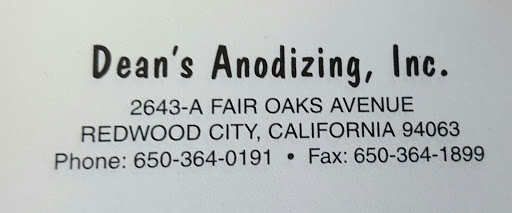 Dean's Anodizing, Inc.
2643-A FAIR OAKS AVENUE
REDWOOD CITY, CALIFORNIA 94063
Phone: 650-364-0191 • Fax: 650-364-1899